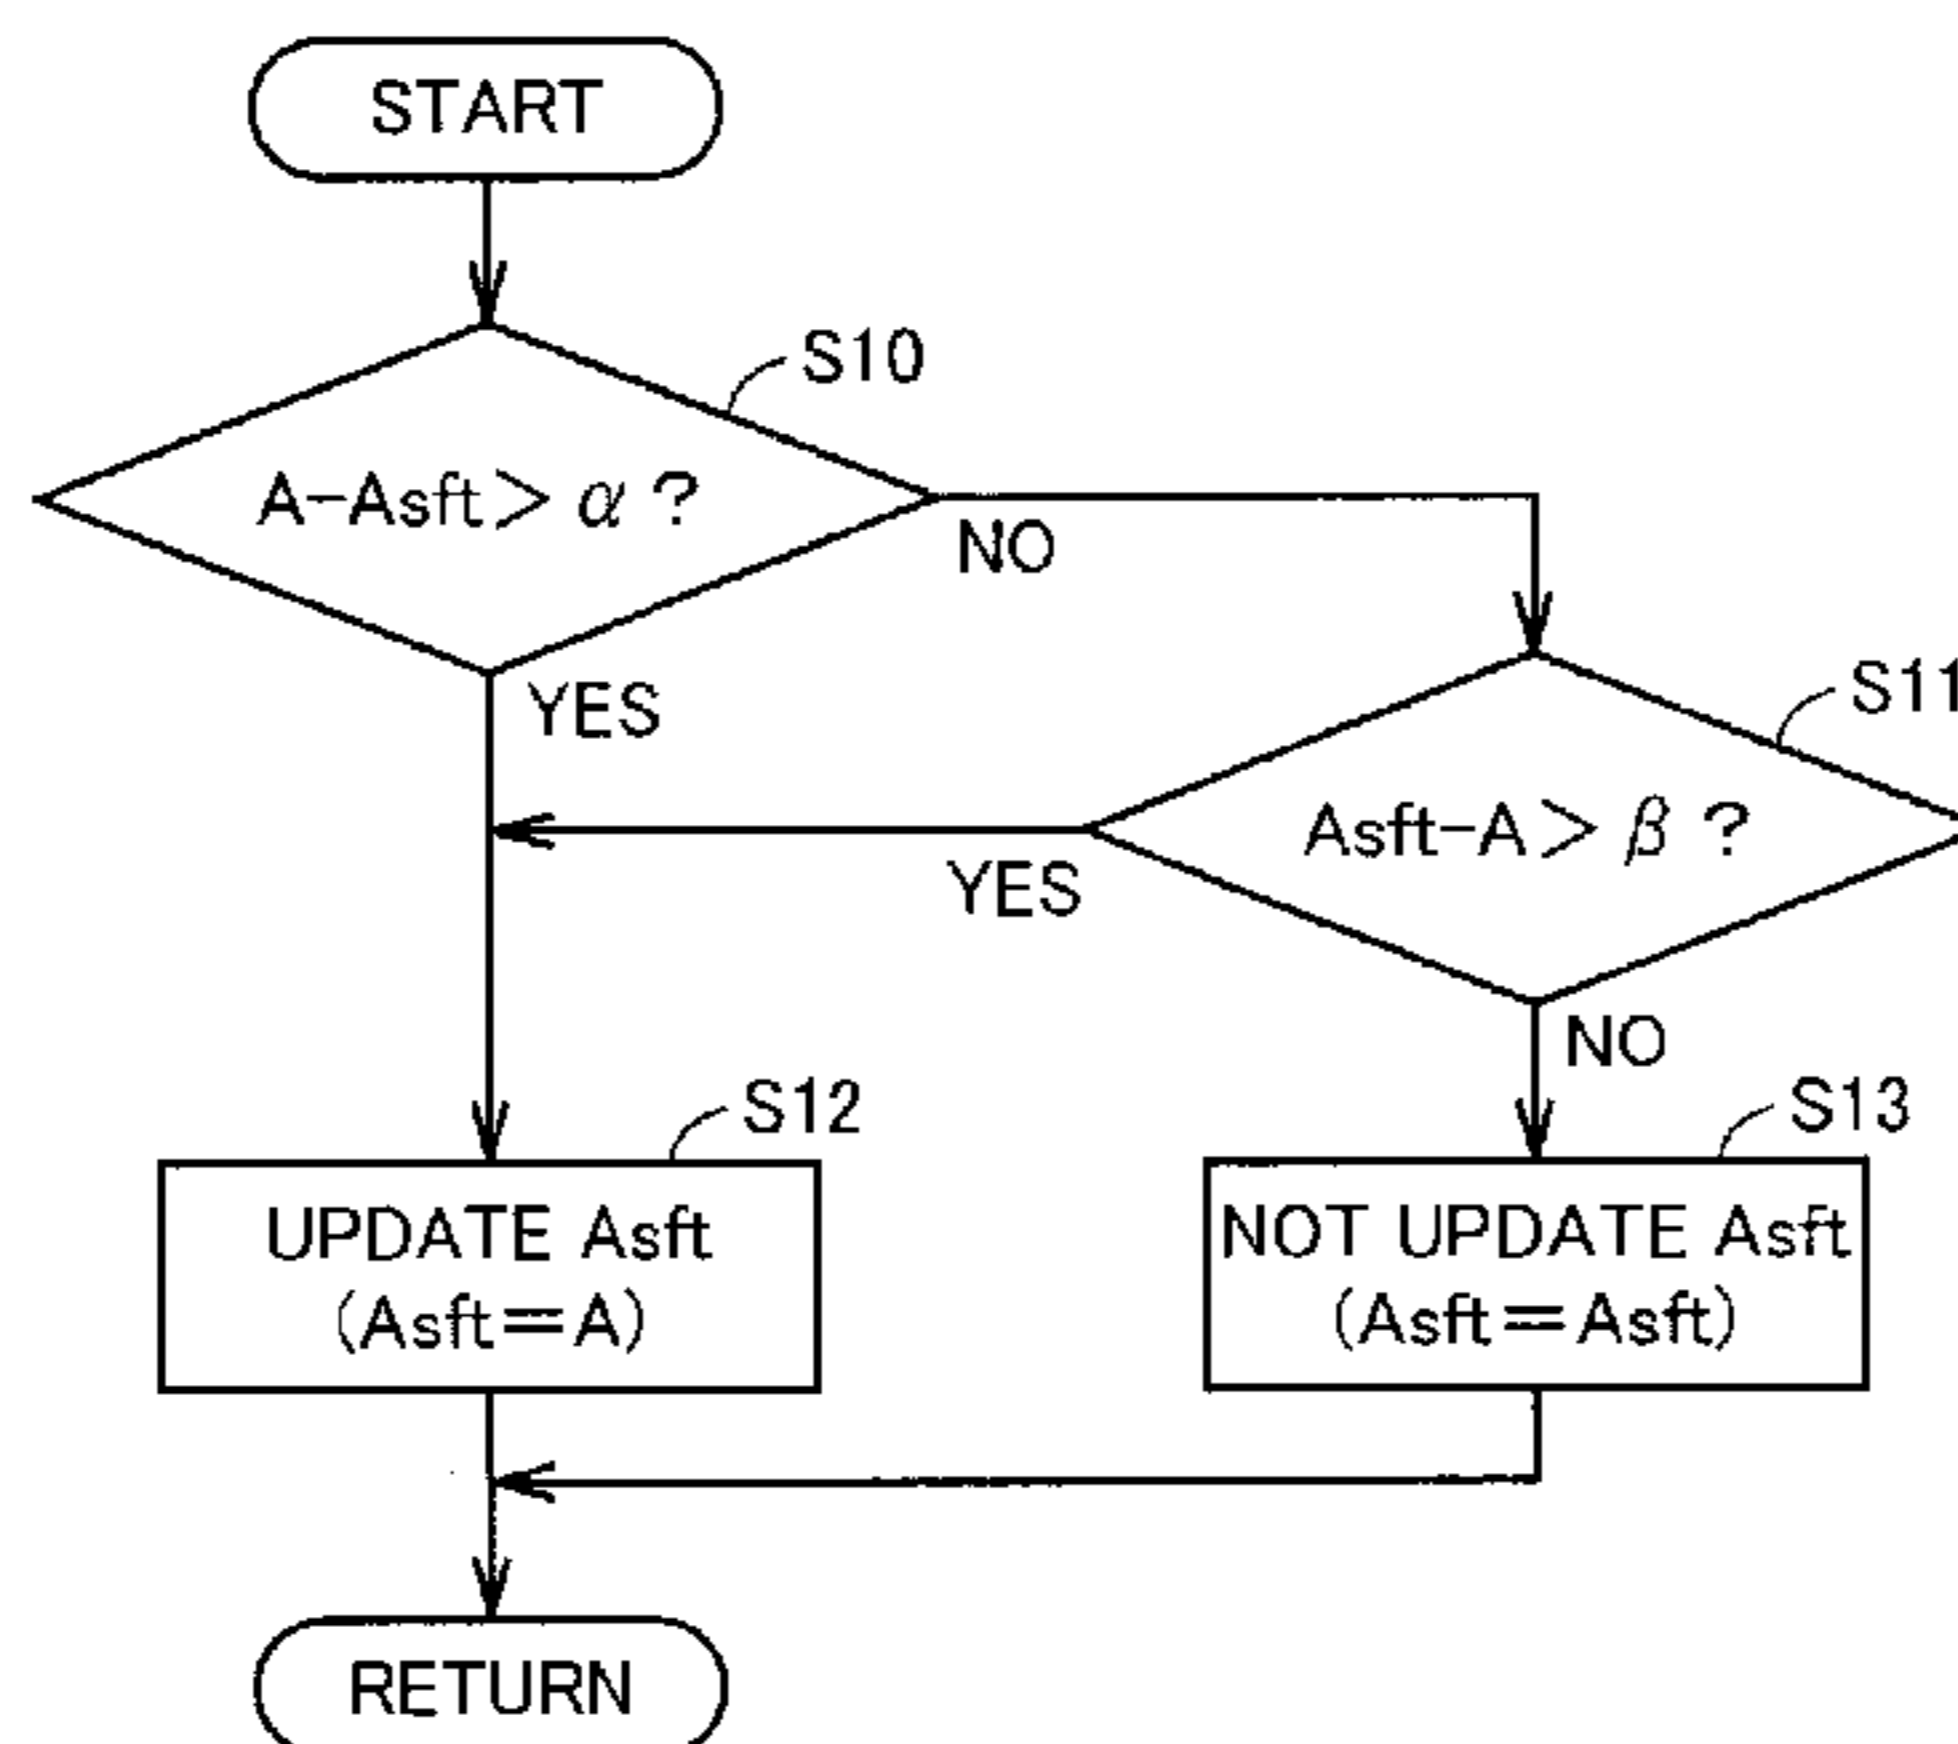 START
S10
A-Asft> α ?
NO
YES
S11
Asft-A> β ?
YES
NO
S12
S13
UPDATE Asft
(Asft=A)
NOT UPDATE Asft
(Asft=Asft)
RETURN